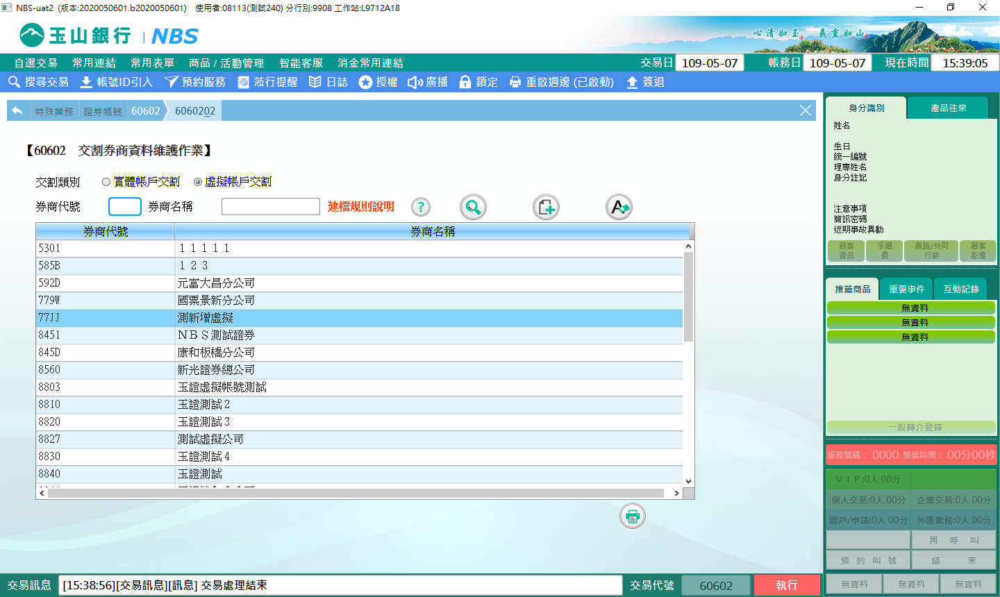 NBS-uat2 (版本:2020050601.b2020050601) 使用者:08113(測試240) 分行別:9908 工作站:L9712A18
玉山銀行 | NBS
心清如玉。 義重如山。
自選交易 常用連結 常用表單 商品 / 活動管理 智能客服 消金常用連結 交易日 109-05-07 帳務日 109-05-07 現在時間 15:39:05
搜尋交易 帳號ID引入 預約服務 蒞行提醒 日誌 授權 廣播 鎖定 重啟週邊 (已啟動) 簽退
特殊業務 證券帳號 60602 6060202
【60602 交割券商資料維護作業】
交割類別 實體帳戶交割 虛擬帳戶交割
券商代號 券商名稱 建檔規則說明 ?
券商代號 券商名稱
5301 １１１１１
585B １２３
592D 元富大昌分公司
779W 國票景新分公司
77JJ 測新增虛擬
8451 ＮＢＳ測試證券
845D 康和板橋分公司
8560 新光證券總公司
8803 玉證虛擬帳號測試
8810 玉證測試２
8820 玉證測試３
8827 測試虛擬公司
8830 玉證測試４
8840 玉證測試
身分識別 產品往來
姓名
生日
統一編號
理專姓名
身分註記
注意事項
簡訊密碼
近期事故異動
顧客資訊 手續費 通路/共同行銷 顧客影像
推薦商品 重要事件 互動記錄
無資料
無資料
無資料
一般轉介登錄
服務號碼： 0000 等候時間： 00分00秒
ＶＩＰ:0人 00分
個人交易:0人 00分 企業交易:0人 00分
開戶/申請:0人 00分 外匯業務:0人 00分
再 呼 叫
預 約 叫 號 結 束
無資料 無資料 無資料
交易訊息 [15:38:56][交易訊息][訊息] 交易處理結束 交易代號 60602 執行